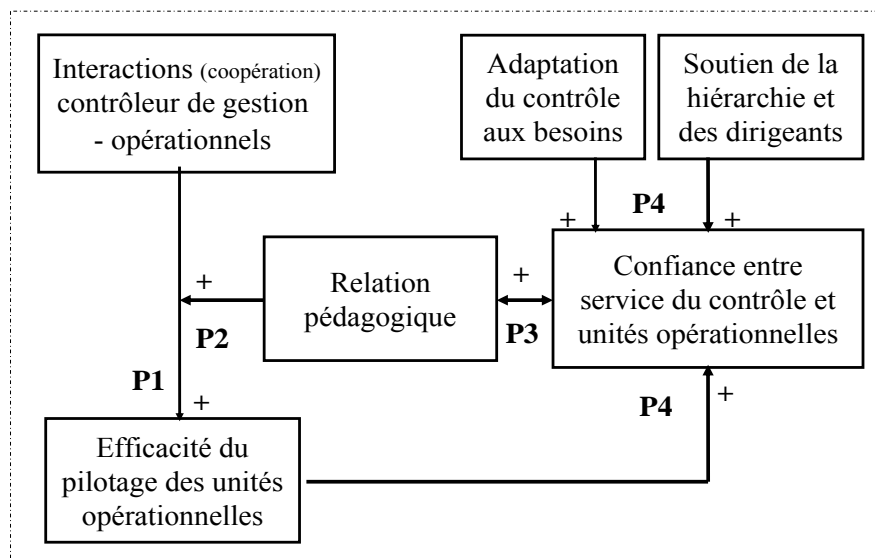 Interactions (coopération)
contrôleur de gestion
- opérationnels
Adaptation
du contrôle
aux besoins
Soutien de la
hiérarchie et
des dirigeants
+
P4
+
Relation
pédagogique
+
+
P2
P3
Confiance entre
service du contrôle et
unités opérationnelles
P1
+
P4
+
Efficacité du
pilotage des unités
opérationnelles